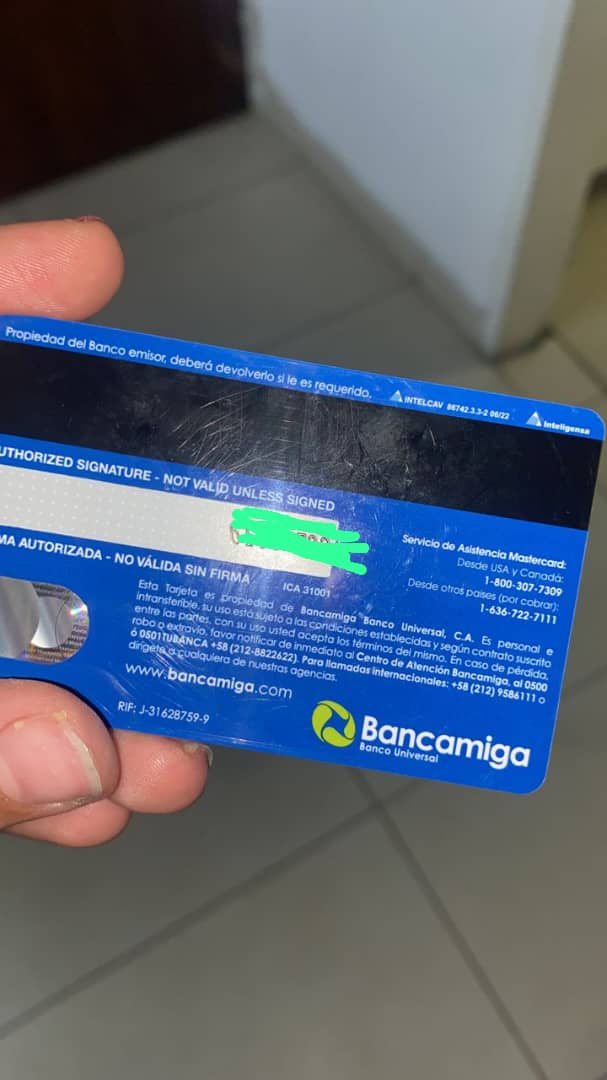 Propiedad del Banco emisor, deberá devolverlo si le es requerido.
INTELCAV 86742.3.3-2 06/22
Inteligensa
UTHORIZED SIGNATURE - NOT VALID UNLESS SIGNED
MA AUTORIZADA - NO VÁLIDA SIN FIRMA
ICA 31001
Servicio de Asistencia Mastercard:
Desde USA y Canadá:
1-800-307-7309
Desde otros países (por cobrar):
1-636-722-7111
Esta Tarjeta es propiedad de Bancamiga Banco Universal, C.A. Es personal e
intransferible, su uso está sujeto a las condiciones establecidas y según contrato suscrito
entre las partes, con su uso usted acepta los términos del mismo. En caso de pérdida,
robo o extravío, favor notificar de inmediato al Centro de Atención Bancamiga, al 0500
ó 0501TUBANCA +58 (212-8822622). Para llamadas internacionales: +58 (212) 9586111 o
dirígete a cualquiera de nuestras agencias.
www.bancamiga.com
RIF: J-31628759-9
Bancamiga
Banco Universal